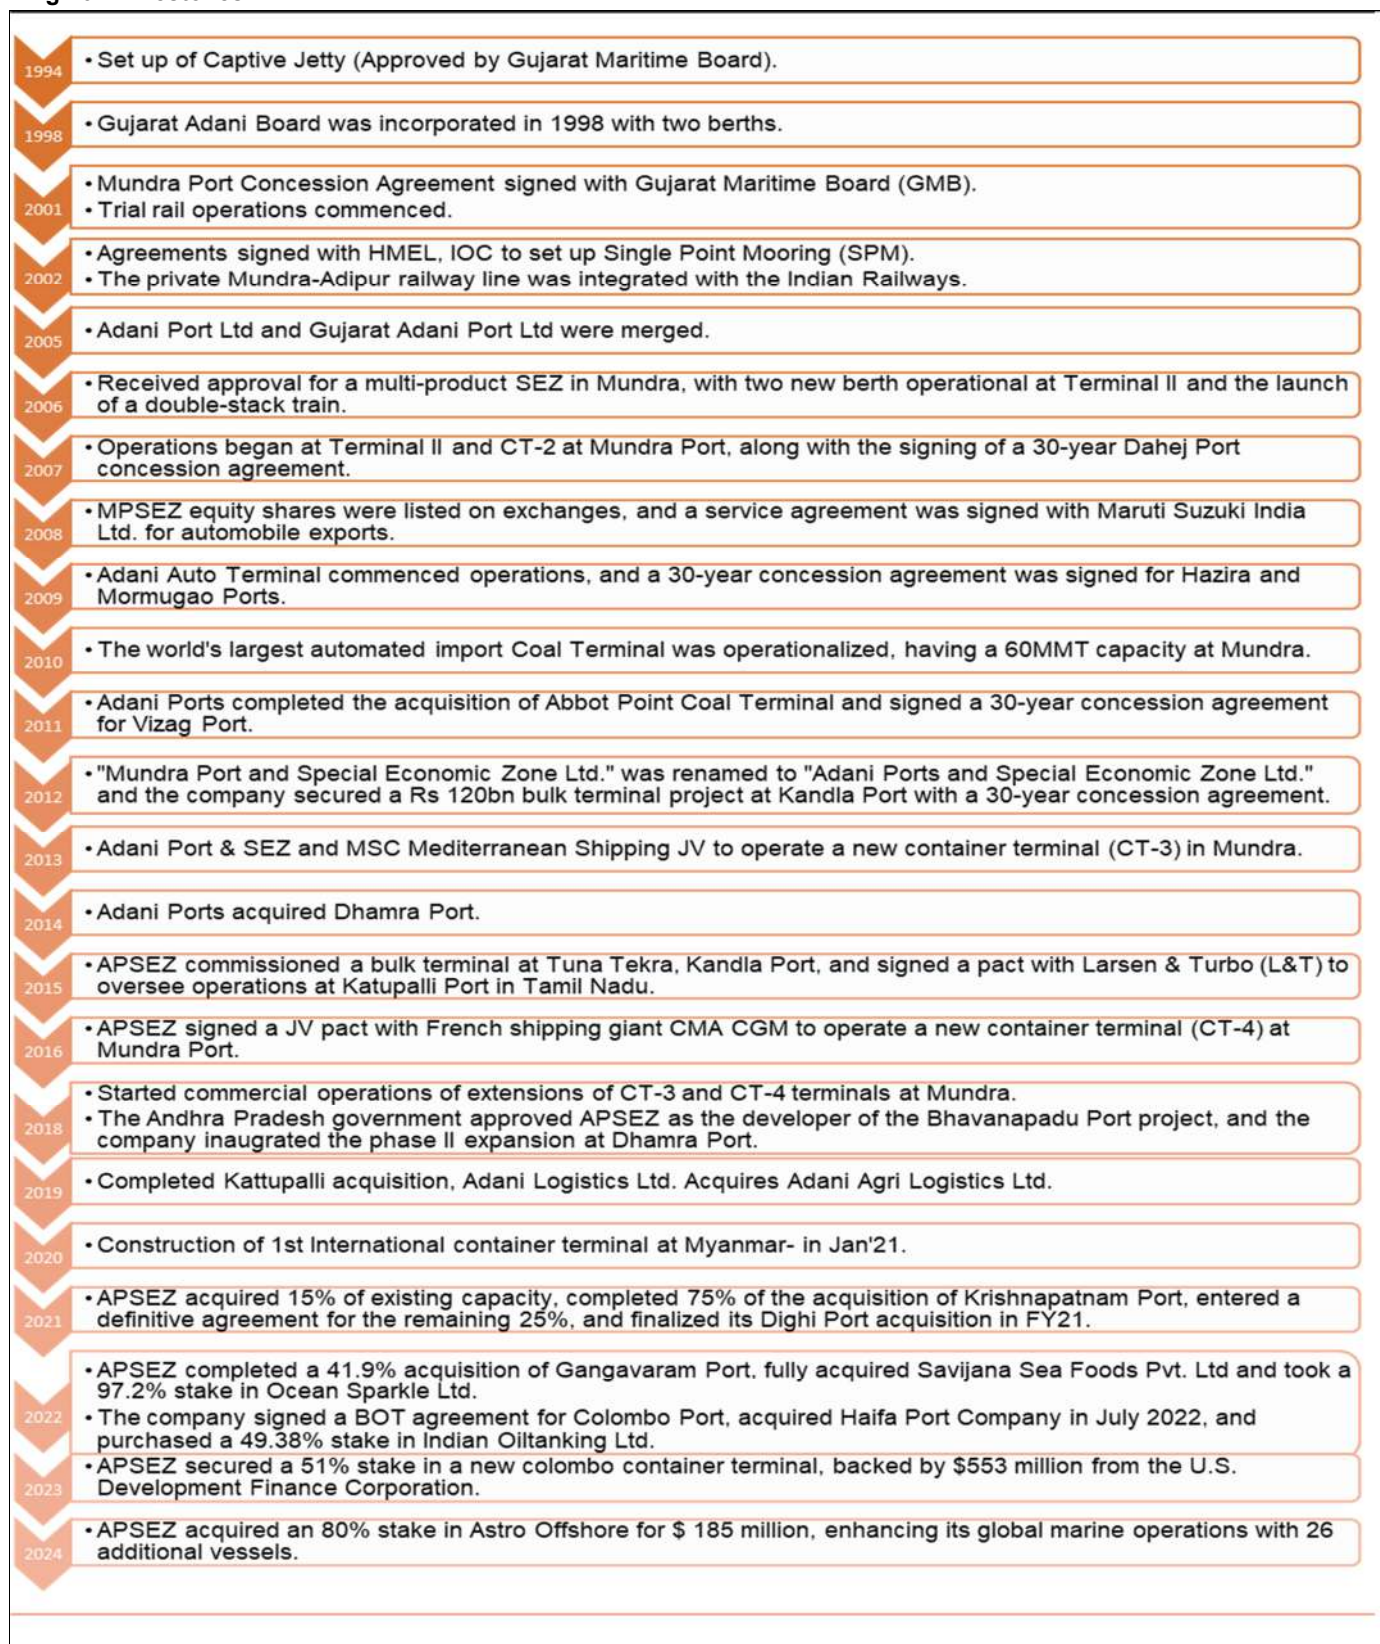 1994
• Set up of Captive Jetty (Approved by Gujarat Maritime Board).
1998
• Gujarat Adani Board was incorporated in 1998 with two berths.
2001
• Mundra Port Concession Agreement signed with Gujarat Maritime Board (GMB).
• Trial rail operations commenced.
2002
• Agreements signed with HMEL, IOC to set up Single Point Mooring (SPM).
• The private Mundra-Adipur railway line was integrated with the Indian Railways.
2005
• Adani Port Ltd and Gujarat Adani Port Ltd were merged.
2006
• Received approval for a multi-product SEZ in Mundra, with two new berth operational at Terminal II and the launch
of a double-stack train.
2007
• Operations began at Terminal II and CT-2 at Mundra Port, along with the signing of a 30-year Dahej Port
concession agreement.
2008
• MPSEZ equity shares were listed on exchanges, and a service agreement was signed with Maruti Suzuki India
Ltd. for automobile exports.
2009
• Adani Auto Terminal commenced operations, and a 30-year concession agreement was signed for Hazira and
Mormugao Ports.
2010
• The world's largest automated import Coal Terminal was operationalized, having a 60MMT capacity at Mundra.
2011
• Adani Ports completed the acquisition of Abbot Point Coal Terminal and signed a 30-year concession agreement
for Vizag Port.
2012
• "Mundra Port and Special Economic Zone Ltd." was renamed to "Adani Ports and Special Economic Zone Ltd."
and the company secured a Rs 120bn bulk terminal project at Kandla Port with a 30-year concession agreement.
2013
• Adani Port & SEZ and MSC Mediterranean Shipping JV to operate a new container terminal (CT-3) in Mundra.
2014
• Adani Ports acquired Dhamra Port.
2015
• APSEZ commissioned a bulk terminal at Tuna Tekra, Kandla Port, and signed a pact with Larsen & Turbo (L&T) to
oversee operations at Katupalli Port in Tamil Nadu.
2016
• APSEZ signed a JV pact with French shipping giant CMA CGM to operate a new container terminal (CT-4) at
Mundra Port.
2018
• Started commercial operations of extensions of CT-3 and CT-4 terminals at Mundra.
• The Andhra Pradesh government approved APSEZ as the developer of the Bhavanapadu Port project, and the
company inaugrated the phase II expansion at Dhamra Port.
2019
• Completed Kattupalli acquisition, Adani Logistics Ltd. Acquires Adani Agri Logistics Ltd.
2020
• Construction of 1st International container terminal at Myanmar- in Jan'21.
2021
• APSEZ acquired 15% of existing capacity, completed 75% of the acquisition of Krishnapatnam Port, entered a
definitive agreement for the remaining 25%, and finalized its Dighi Port acquisition in FY21.
2022
• APSEZ completed a 41.9% acquisition of Gangavaram Port, fully acquired Savijana Sea Foods Pvt. Ltd and took a
97.2% stake in Ocean Sparkle Ltd.
• The company signed a BOT agreement for Colombo Port, acquired Haifa Port Company in July 2022, and
purchased a 49.38% stake in Indian Oiltanking Ltd.
2023
• APSEZ secured a 51% stake in a new colombo container terminal, backed by $553 million from the U.S.
Development Finance Corporation.
2024
• APSEZ acquired an 80% stake in Astro Offshore for $ 185 million, enhancing its global marine operations with 26
additional vessels.